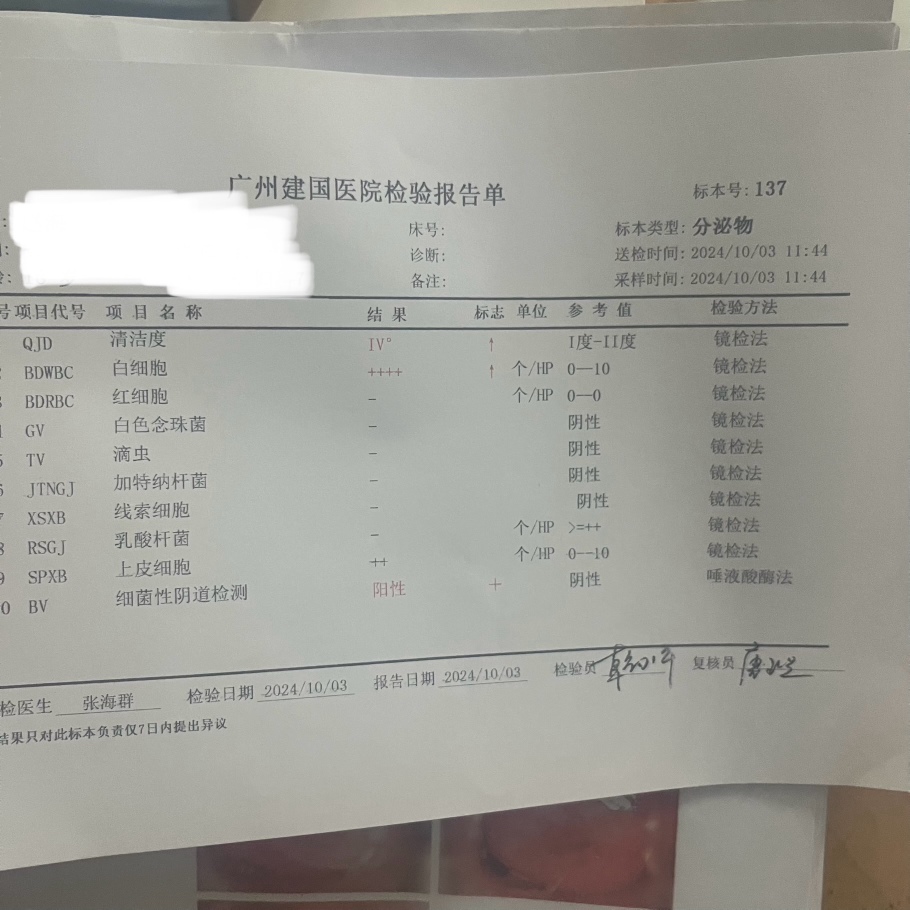 广州建国医院检验报告单
标本号: 137
床号:
标本类型: 分泌物
诊断:
送检时间: 2024/10/03 11:44
备注:
采样时间: 2024/10/03 11:44
号 项目代号 项目名称 结果 标志 单位 参考值 检验方法
QJD 清洁度 IV° ↑ I度-II度 镜检法
BDWBC 白细胞 ++++ ↑ 个/HP 0—10 镜检法
BDRBC 红细胞 - 个/HP 0—0 镜检法
GV 白色念珠菌 - 阴性 镜检法
5 TV 滴虫 - 阴性 镜检法
JTNGJ 加特纳杆菌 - 阴性 镜检法
7 XSXB 线索细胞 - 阴性 镜检法
8 RSGJ 乳酸杆菌 - 个/HP >=++ 镜检法
9 SPXB 上皮细胞 ++ 个/HP 0--10 镜检法
0 BV 细菌性阴道检测 阳性 + 阴性 唾液酸酶法
检医生 张海群 检验日期 2024/10/03 报告日期 2024/10/03 检验员 复核员
结果只对此标本负责仅7日内提出异议